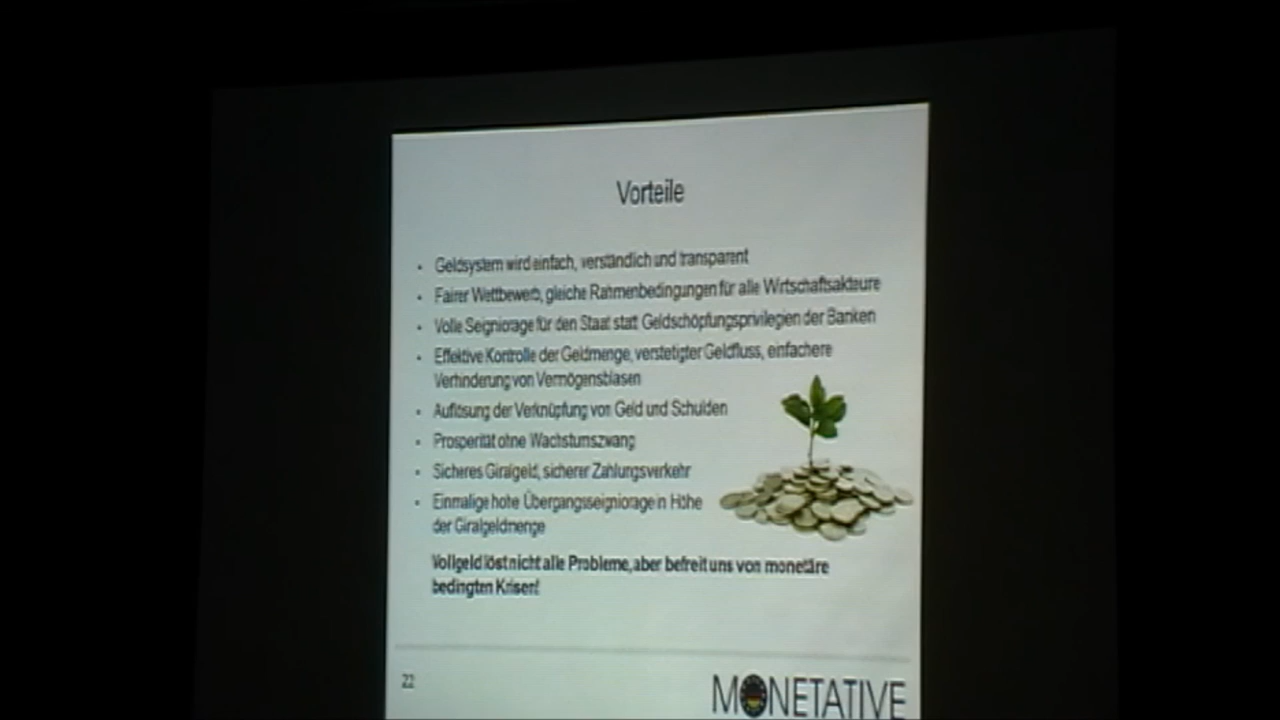 Vorteile
Geldsystem wird einfach, verständlich und transparent
Fairer Wettbewerb, gleiche Rahmenbedingungen für alle Wirtschaftsakteure
Volle Seigniorage für den Staat statt Geldschöpfungsprivilegien der Banken
Effektive Kontrolle der Geldmenge, verstetigter Geldfluss, einfachere
Verhinderung von Vermögensblasen
Auflösung der Verknüpfung von Geld und Schulden
Prosperität ohne Wachstumszwang
Sicheres Giralgeld, sicherer Zahlungsverkehr
Einmalige hohe Übergangsseigniorage in Höhe
der Giralgeldmenge
Vollgeld löst nicht alle Probleme, aber befreit uns von monetäre
bedingten Krisen!
22
MONETATIVE